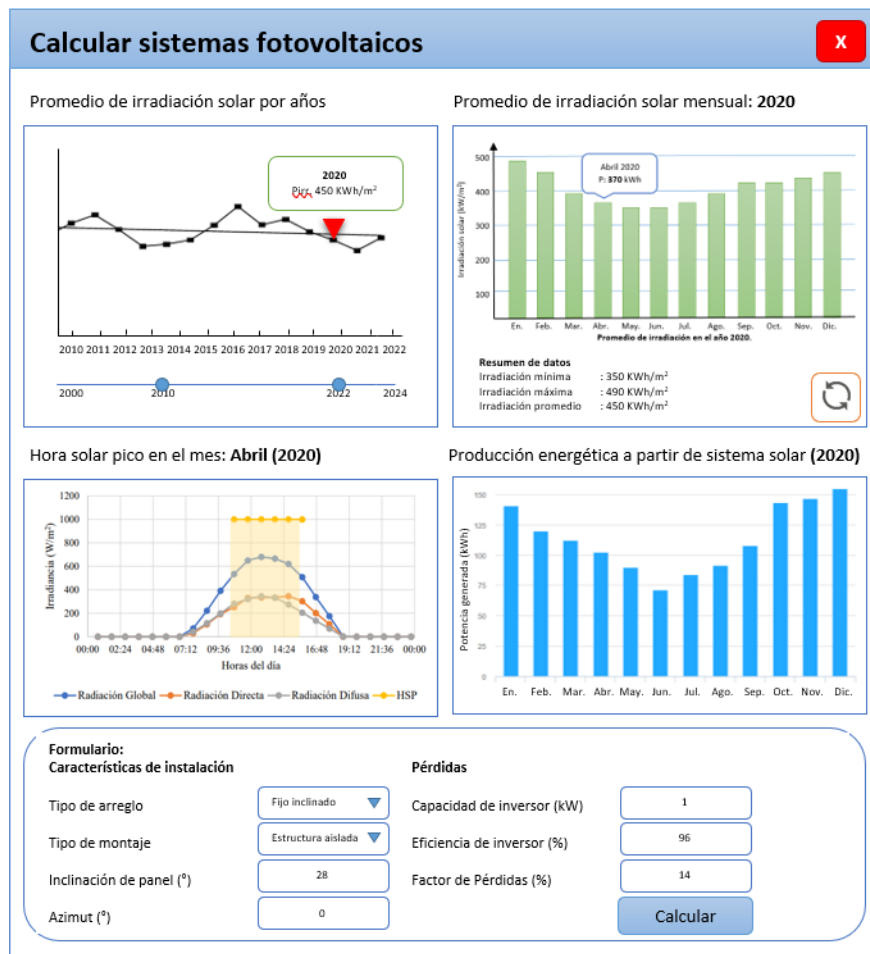 Calcular sistemas fotovoltaicos
X
Promedio de irradiación solar por años
2020
Pirr. 450 KWh/m²
2010 2011 2012 2013 2014 2015 2016 2017 2018 2019 2020 2021 2022
2000 2010 2022 2024
Promedio de irradiación solar mensual: 2020
Irradiación solar (kW/m²)
500
400
300
200
100
Abril 2020
P: 370 kWh
En. Feb. Mar. Abr. May. Jun. Jul. Ago. Sep. Oct. Nov. Dic.
Promedio de irradiación en el año 2020.
Resumen de datos
Irradiación mínima : 350 KWh/m²
Irradiación máxima : 490 KWh/m²
Irradiación promedio : 450 KWh/m²
Hora solar pico en el mes: Abril (2020)
Irradiancia (W/m²)
1200
1000
800
600
400
200
0
00:00 02:24 04:48 07:12 09:36 12:00 14:24 16:48 19:12 21:36 00:00
Horas del día
Radiación Global Radiación Directa Radiación Difusa HSP
Producción energética a partir de sistema solar (2020)
Potencia generada (kWh)
150
125
100
75
50
25
0
En. Feb. Mar. Abr. May. Jun. Jul. Ago. Sep. Oct. Nov. Dic.
Formulario:
Características de instalación
Tipo de arreglo Fijo inclinado
Tipo de montaje Estructura aislada
Inclinación de panel (º) 28
Azimut (º) 0
Pérdidas
Capacidad de inversor (kW) 1
Eficiencia de inversor (%) 96
Factor de Pérdidas (%) 14
Calcular